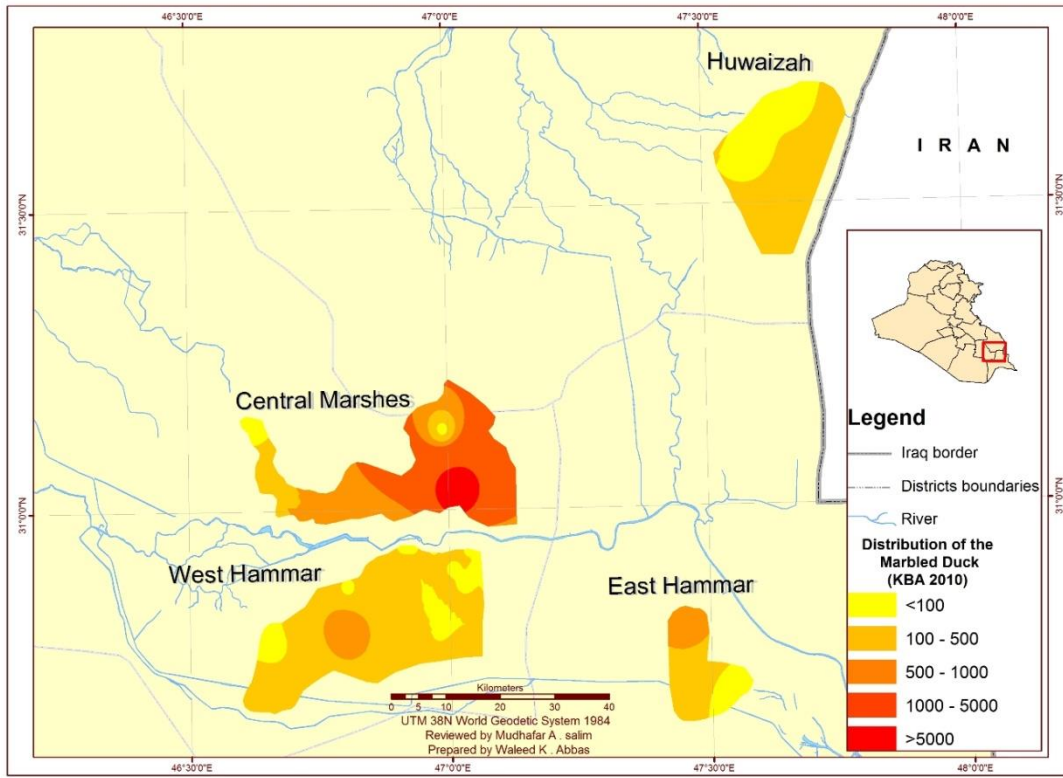 46°30'0"E
47°0'0"E
47°30'0"E
48°0'0"E
Huwaizah
I R A N
31°30'0"N
31°30'0"N
Central Marshes
31°0'0"N
31°0'0"N
West Hammar
East Hammar
Legend
Iraq border
Districts boundaries
River
Distribution of the
Marbled Duck
(KBA 2010)
<100
100 - 500
500 - 1000
1000 - 5000
>5000
Kilometers
0 5 10 20 30 40
UTM 38N World Geodetic System 1984
Reviewed by Mudhafar A . salim
Prepared by Waleed K . Abbas
46°30'0"E
47°0'0"E
47°30'0"E
48°0'0"E